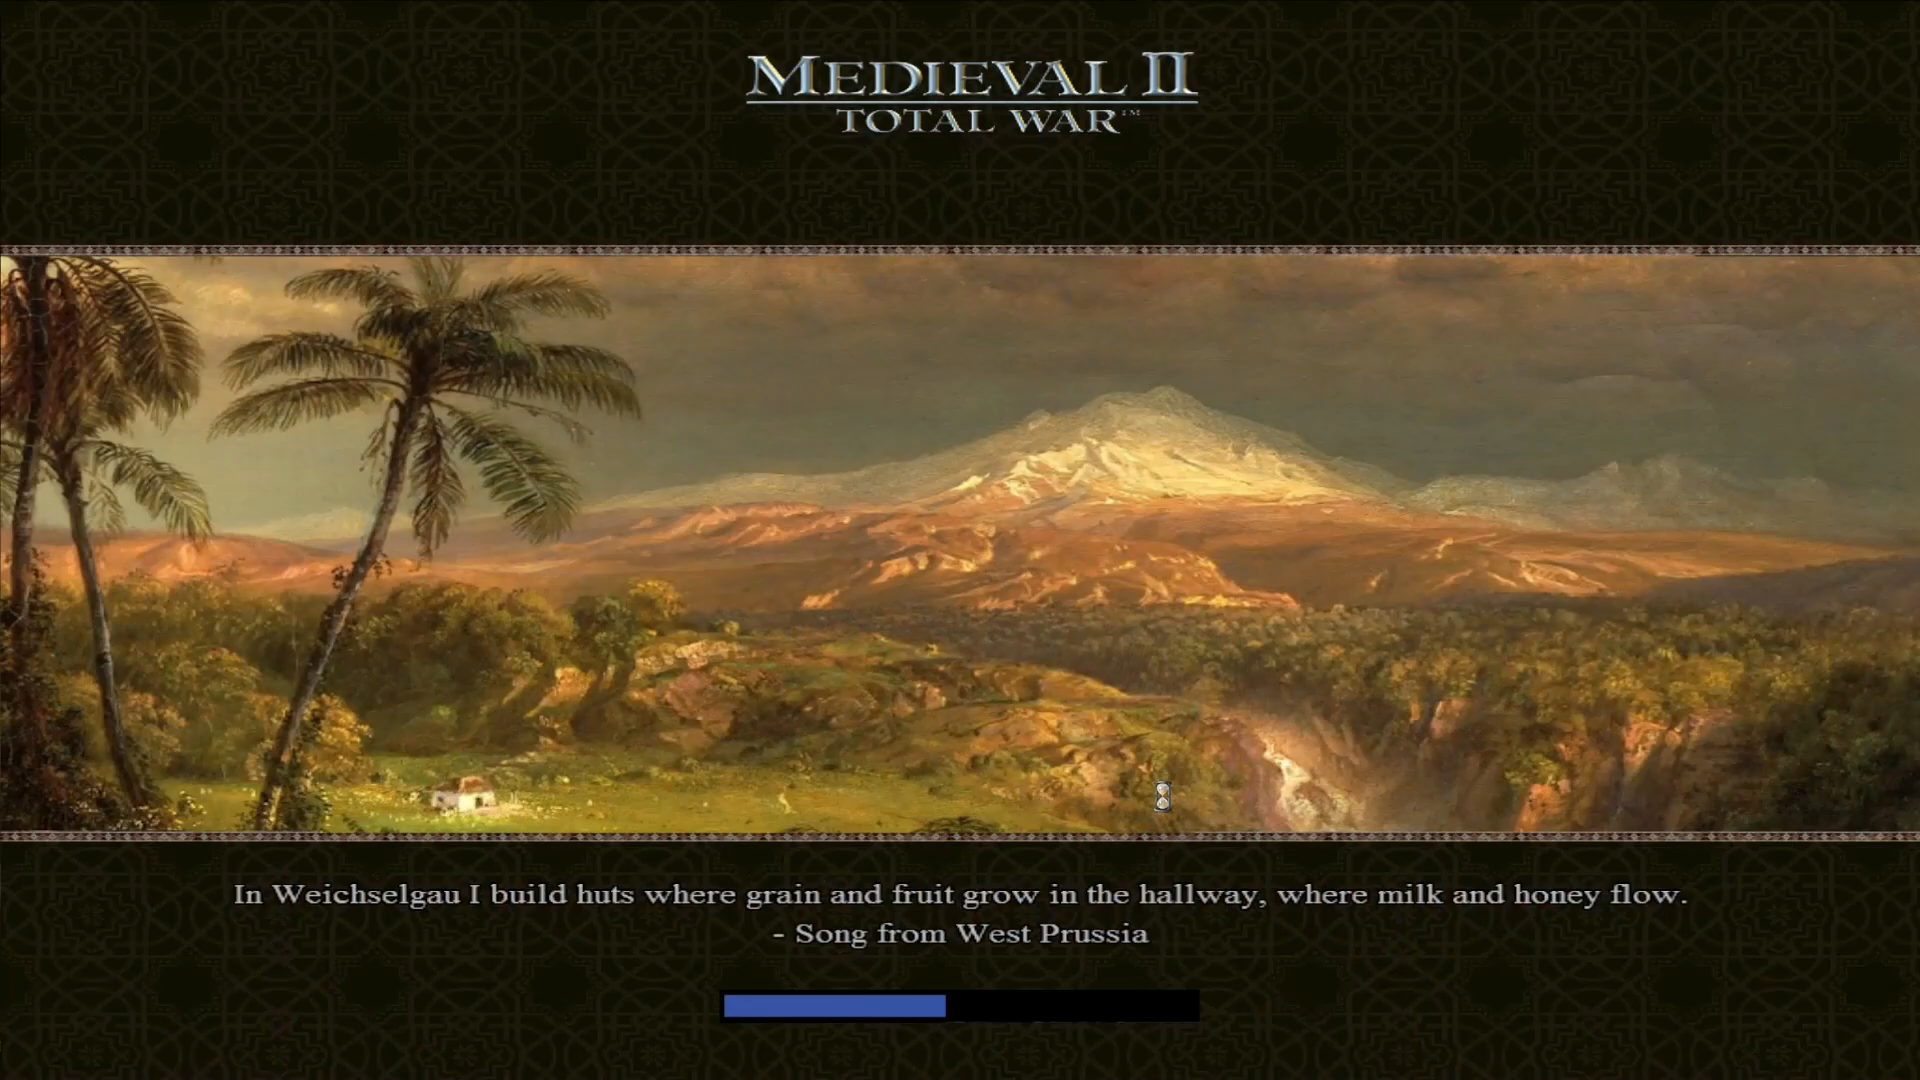 MEDIEVAL II
TOTAL WAR™
In Weichselgau I build huts where grain and fruit grow in the hallway, where milk and honey flow.
- Song from West Prussia